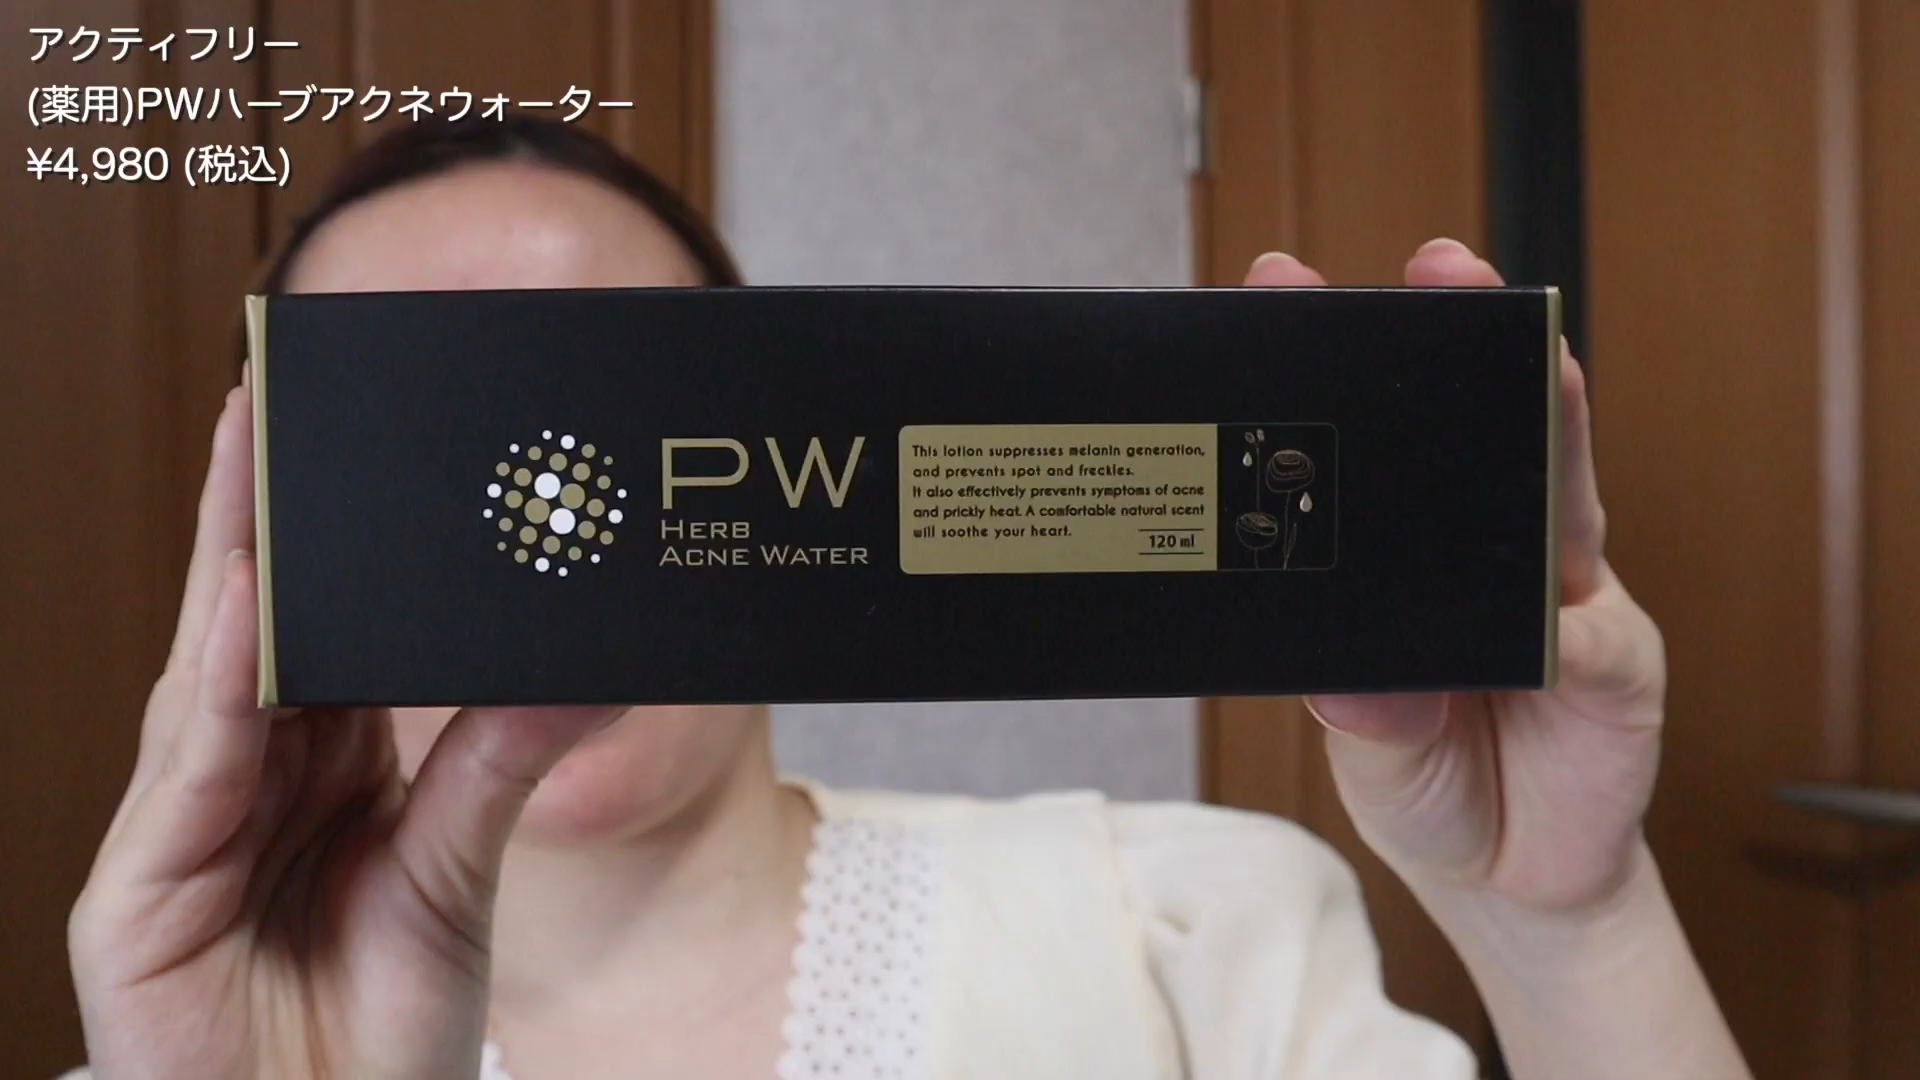 アクティフリー
(薬用)PWハーブアクネウォーター
¥4,980 (税込)
PW
HERB
ACNE WATER
This lotion suppresses melanin generation,
and prevents spot and freckles.
It also effectively prevents symptoms of acne
and prickly heat. A comfortable natural scent
will soothe your heart.
120 ml